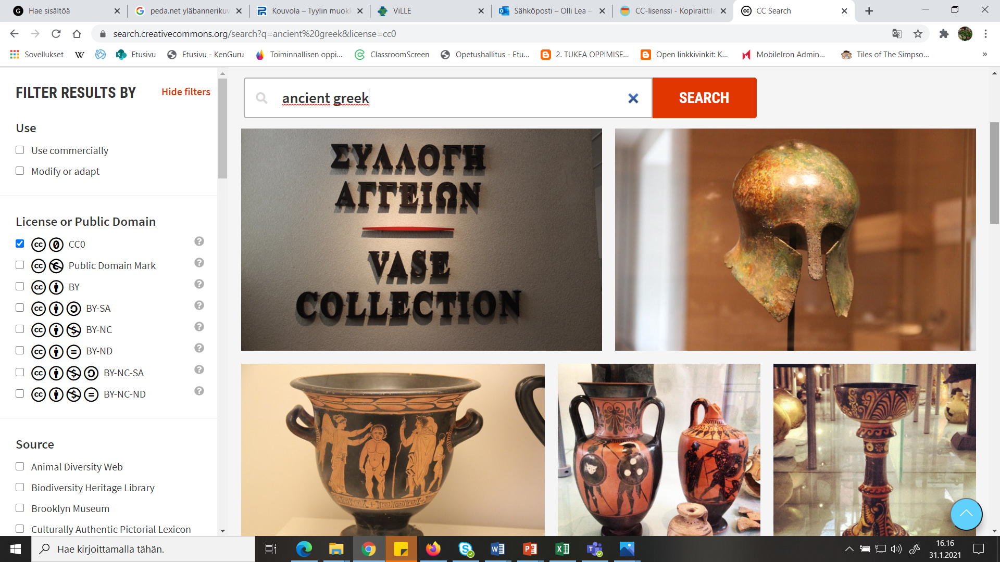 Hae sisältöä
peda.net yläbannerikuv
Kouvola – Tyylin muokk
ViLLE
Sähköposti – Olli Lea –
CC-lisenssi - Kopiraittila
CC Search
search.creativecommons.org/search?q=ancient%20greek&license=cc0
Sovellukset
Etusivu
Etusivu - KenGuru
Toiminnallisen oppi...
ClassroomScreen
Opetushallitus - Etu...
2. TUKEA OPPIMISE...
Open linkkivinkit: K...
MobileIron Admin...
Tiles of The Simpso...
»
FILTER RESULTS BY
Hide filters
Use
Use commercially
Modify or adapt
License or Public Domain
CC0
Public Domain Mark
BY
BY-SA
BY-NC
BY-ND
BY-NC-SA
BY-NC-ND
Source
Animal Diversity Web
Biodiversity Heritage Library
Brooklyn Museum
Culturally Authentic Pictorial Lexicon
ancient greek
SEARCH
ΣΥΛΛΟΓΗ
ΑΓΓΕΙΩΝ
VASE
COLLECTION
Hae kirjoittamalla tähän.
16.16
31.1.2021